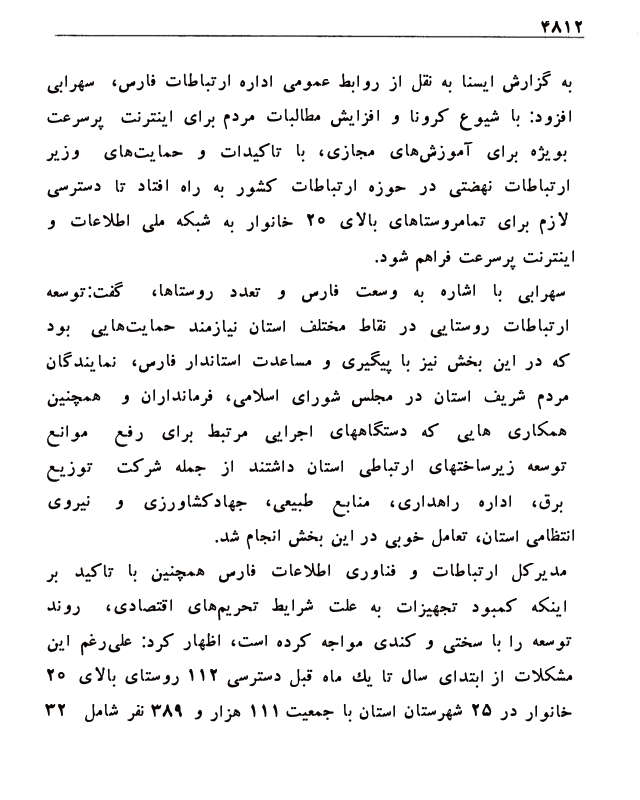 ۴۸۱۲
به گزارش ایسنا به نقل از روابط عمومی اداره ارتباطات فارس، سهرابی
افزود: با شیوع کرونا و افزایش مطالبات مردم برای اینترنت پرسرعت
بویژه برای آموزش‌های مجازی، با تاکیدات و حمایت‌های وزیر
ارتباطات نهضتی در حوزه ارتباطات کشور به راه افتاد تا دسترسی
لازم برای تمامروستاهای بالای ۲۰ خانوار به شبکه ملی اطلاعات و
اینترنت پرسرعت فراهم شود.
سهرابی با اشاره به وسعت فارس و تعدد روستاها، گفت:توسعه
ارتباطات روستایی در نقاط مختلف استان نیازمند حمایت‌هایی بود
که در این بخش نیز با پیگیری و مساعدت استاندار فارس، نمایندگان
مردم شریف استان در مجلس شورای اسلامی، فرمانداران و همچنین
همکاری هایی که دستگاههای اجرایی مرتبط برای رفع موانع
توسعه زیرساختهای ارتباطی استان داشتند از جمله شرکت توزیع
برق، اداره راهداری، منابع طبیعی، جهادکشاورزی و نیروی
انتظامی استان، تعامل خوبی در این بخش انجام شد.
مدیرکل ارتباطات و فناوری اطلاعات فارس همچنین با تاکید بر
اینکه کمبود تجهیزات به علت شرایط تحریم‌های اقتصادی، روند
توسعه را با سختی و کندی مواجه کرده است، اظهار کرد: علی‌رغم این
مشکلات از ابتدای سال تا یك ماه قبل دسترسی ۱۱۲ روستای بالای ۲۰
خانوار در ۲۵ شهرستان استان با جمعیت ۱۱۱ هزار و ۳۸۹ نفر شامل ۳۲